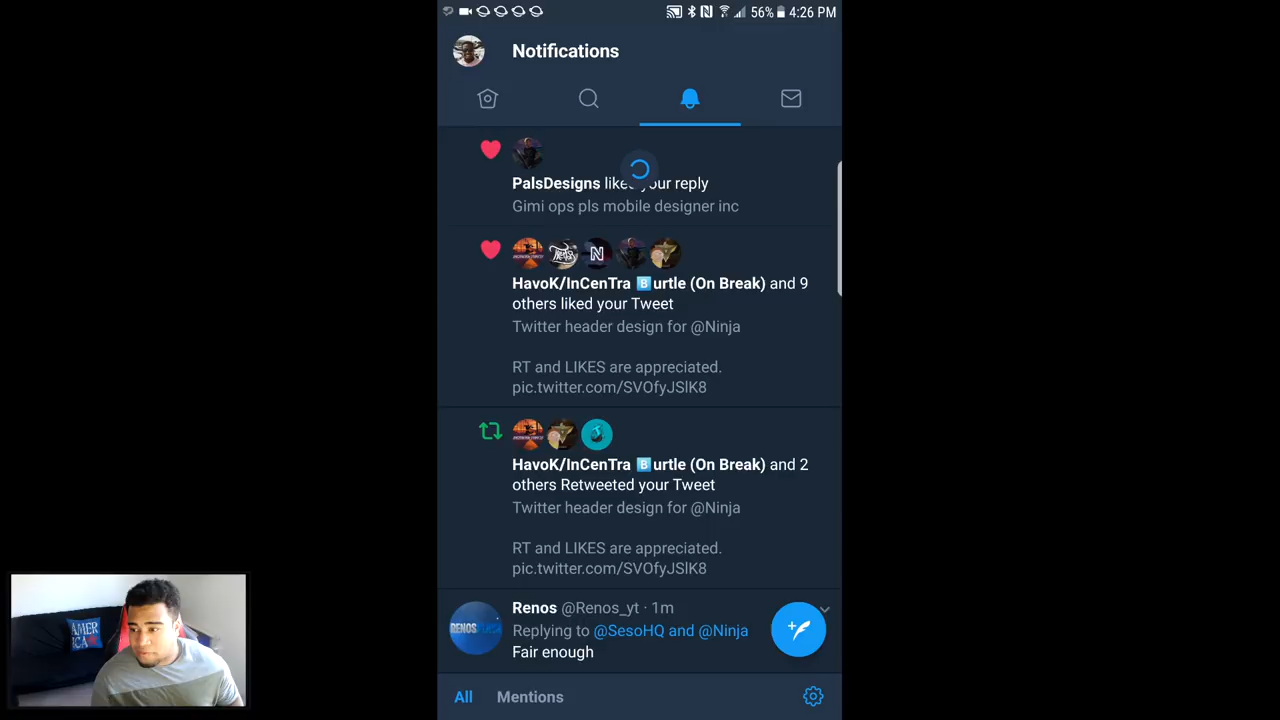 56% 4:26 PM
Notifications
PalsDesigns liked your reply
Gimi ops pls mobile designer inc
N
HavoK/InCenTra 🅱urtle (On Break) and 9
others liked your Tweet
Twitter header design for @Ninja
RT and LIKES are appreciated.
pic.twitter.com/SVOfyJSlK8
HavoK/InCenTra 🅱urtle (On Break) and 2
others Retweeted your Tweet
Twitter header design for @Ninja
RT and LIKES are appreciated.
pic.twitter.com/SVOfyJSlK8
Renos @Renos_yt · 1m
Replying to @SesoHQ and @Ninja
Fair enough
All Mentions
AMER
ICA